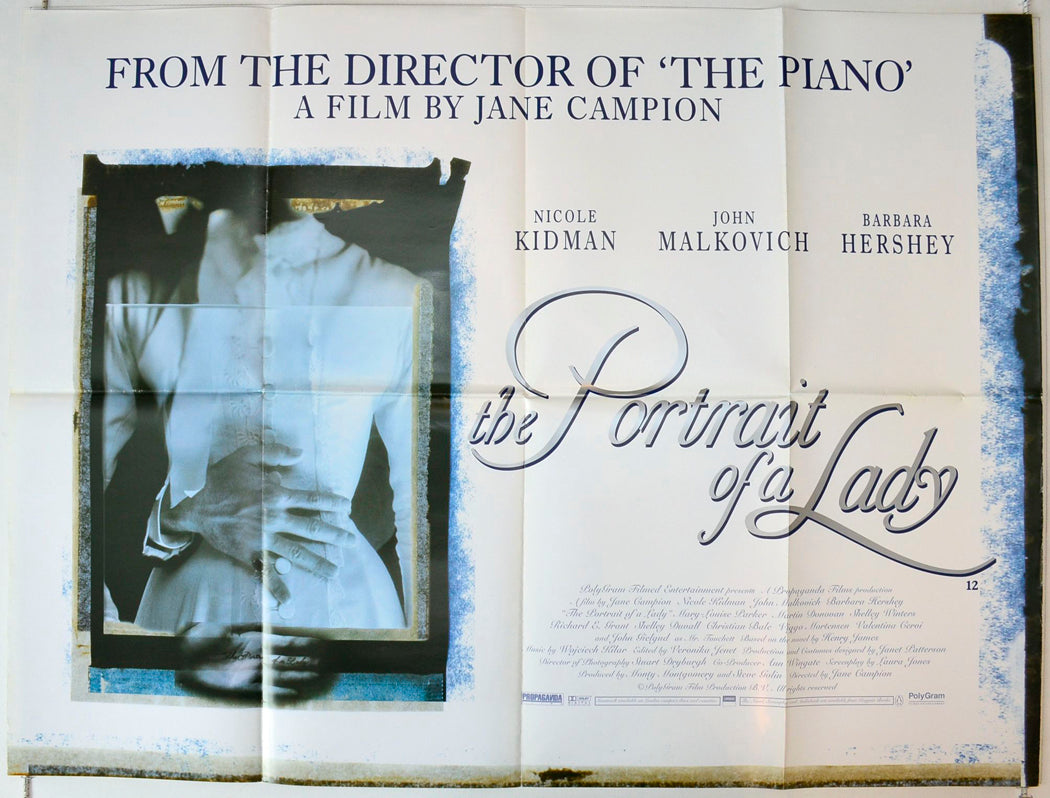 FROM THE DIRECTOR OF ‘THE PIANO’
A FILM BY JANE CAMPION
NICOLE KIDMAN
JOHN MALKOVICH
BARBARA HERSHEY
the Portrait
of a Lady
12
PolyGram Filmed Entertainment presents A Propaganda Films production
A film by Jane Campion Nicole Kidman John Malkovich Barbara Hershey
"The Portrait of a Lady" Mary-Louise Parker Martin Donovan Shelley Winters
Richard E. Grant Shelley Duvall Christian Bale Viggo Mortensen Valentina Cervi
and John Gielgud as Mr. Touchett Based on the novel by Henry James
Music by Wojciech Kilar Edited by Veronika Jenet Production and Costumes designed by Janet Patterson
Director of Photography Stuart Dryburgh Co-Producer Ann Wingate Screenplay by Laura Jones
Produced by Monty Montgomery and Steve Golin Directed by Jane Campion
©PolyGram Film Production B.V. All rights reserved
PROPAGANDA
PolyGram